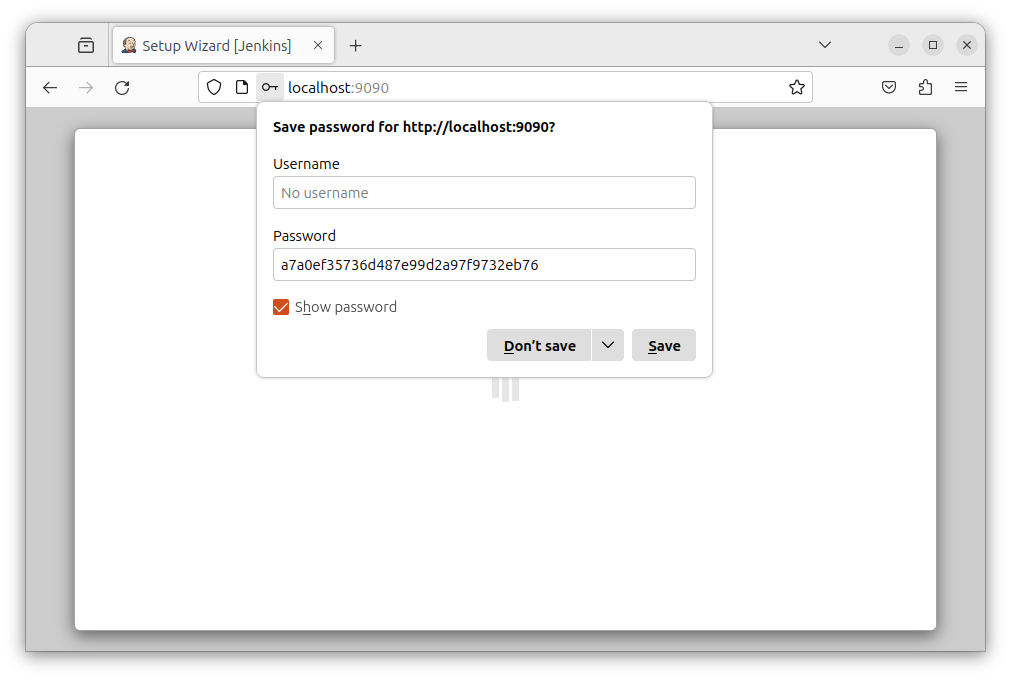 Setup Wizard [Jenkins]
localhost:9090
Save password for http://localhost:9090?
Username
No username
Password
a7a0ef35736d487e99d2a97f9732eb76
Show password
Don't save
Save